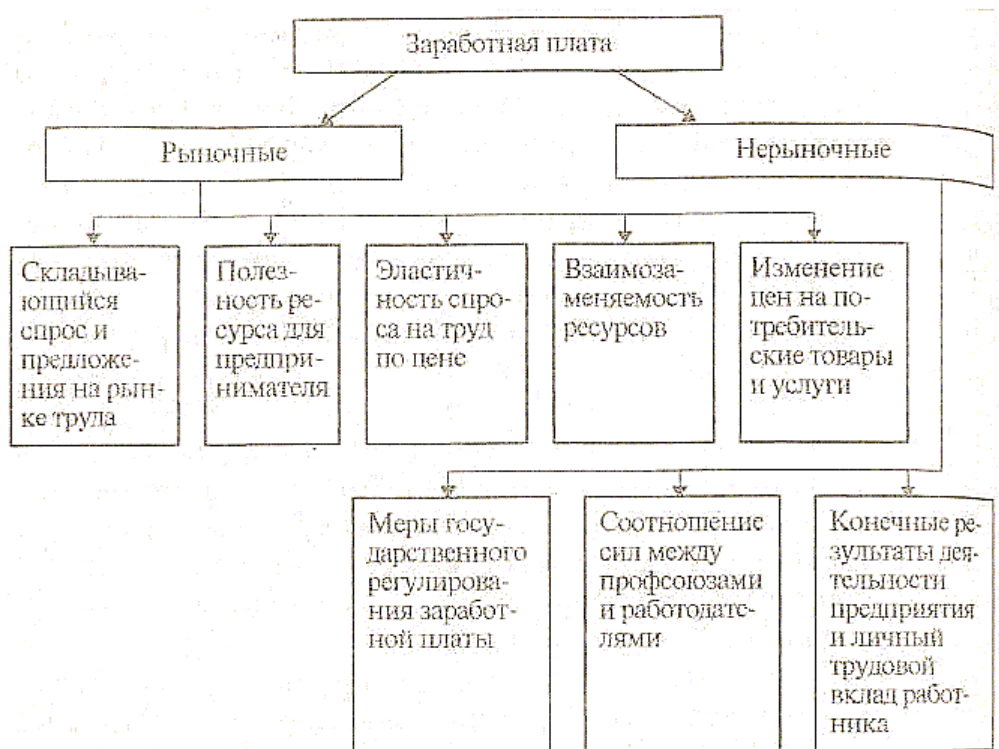 Заработная плата
Рыночные
Нерыночные
Складыва-
ющийся
спрос и
предложе-
ния на рын-
ке труда
Полез-
ность ре-
сурса для
предпри-
нимателя
Эластич-
ность спро-
са на труд
по цене
Взаимоза-
меняемость
ресурсов
Изменение
цен на по-
требитель-
ские товары
и услуги
Меры госу-
дарственного
регулирова-
ния заработ-
ной платы
Соотношение
сил между
профсоюзами
и работодате-
лями
Конечные ре-
зультаты дея-
тельности
предприятия
и личный
трудовой
вклад работ-
ника